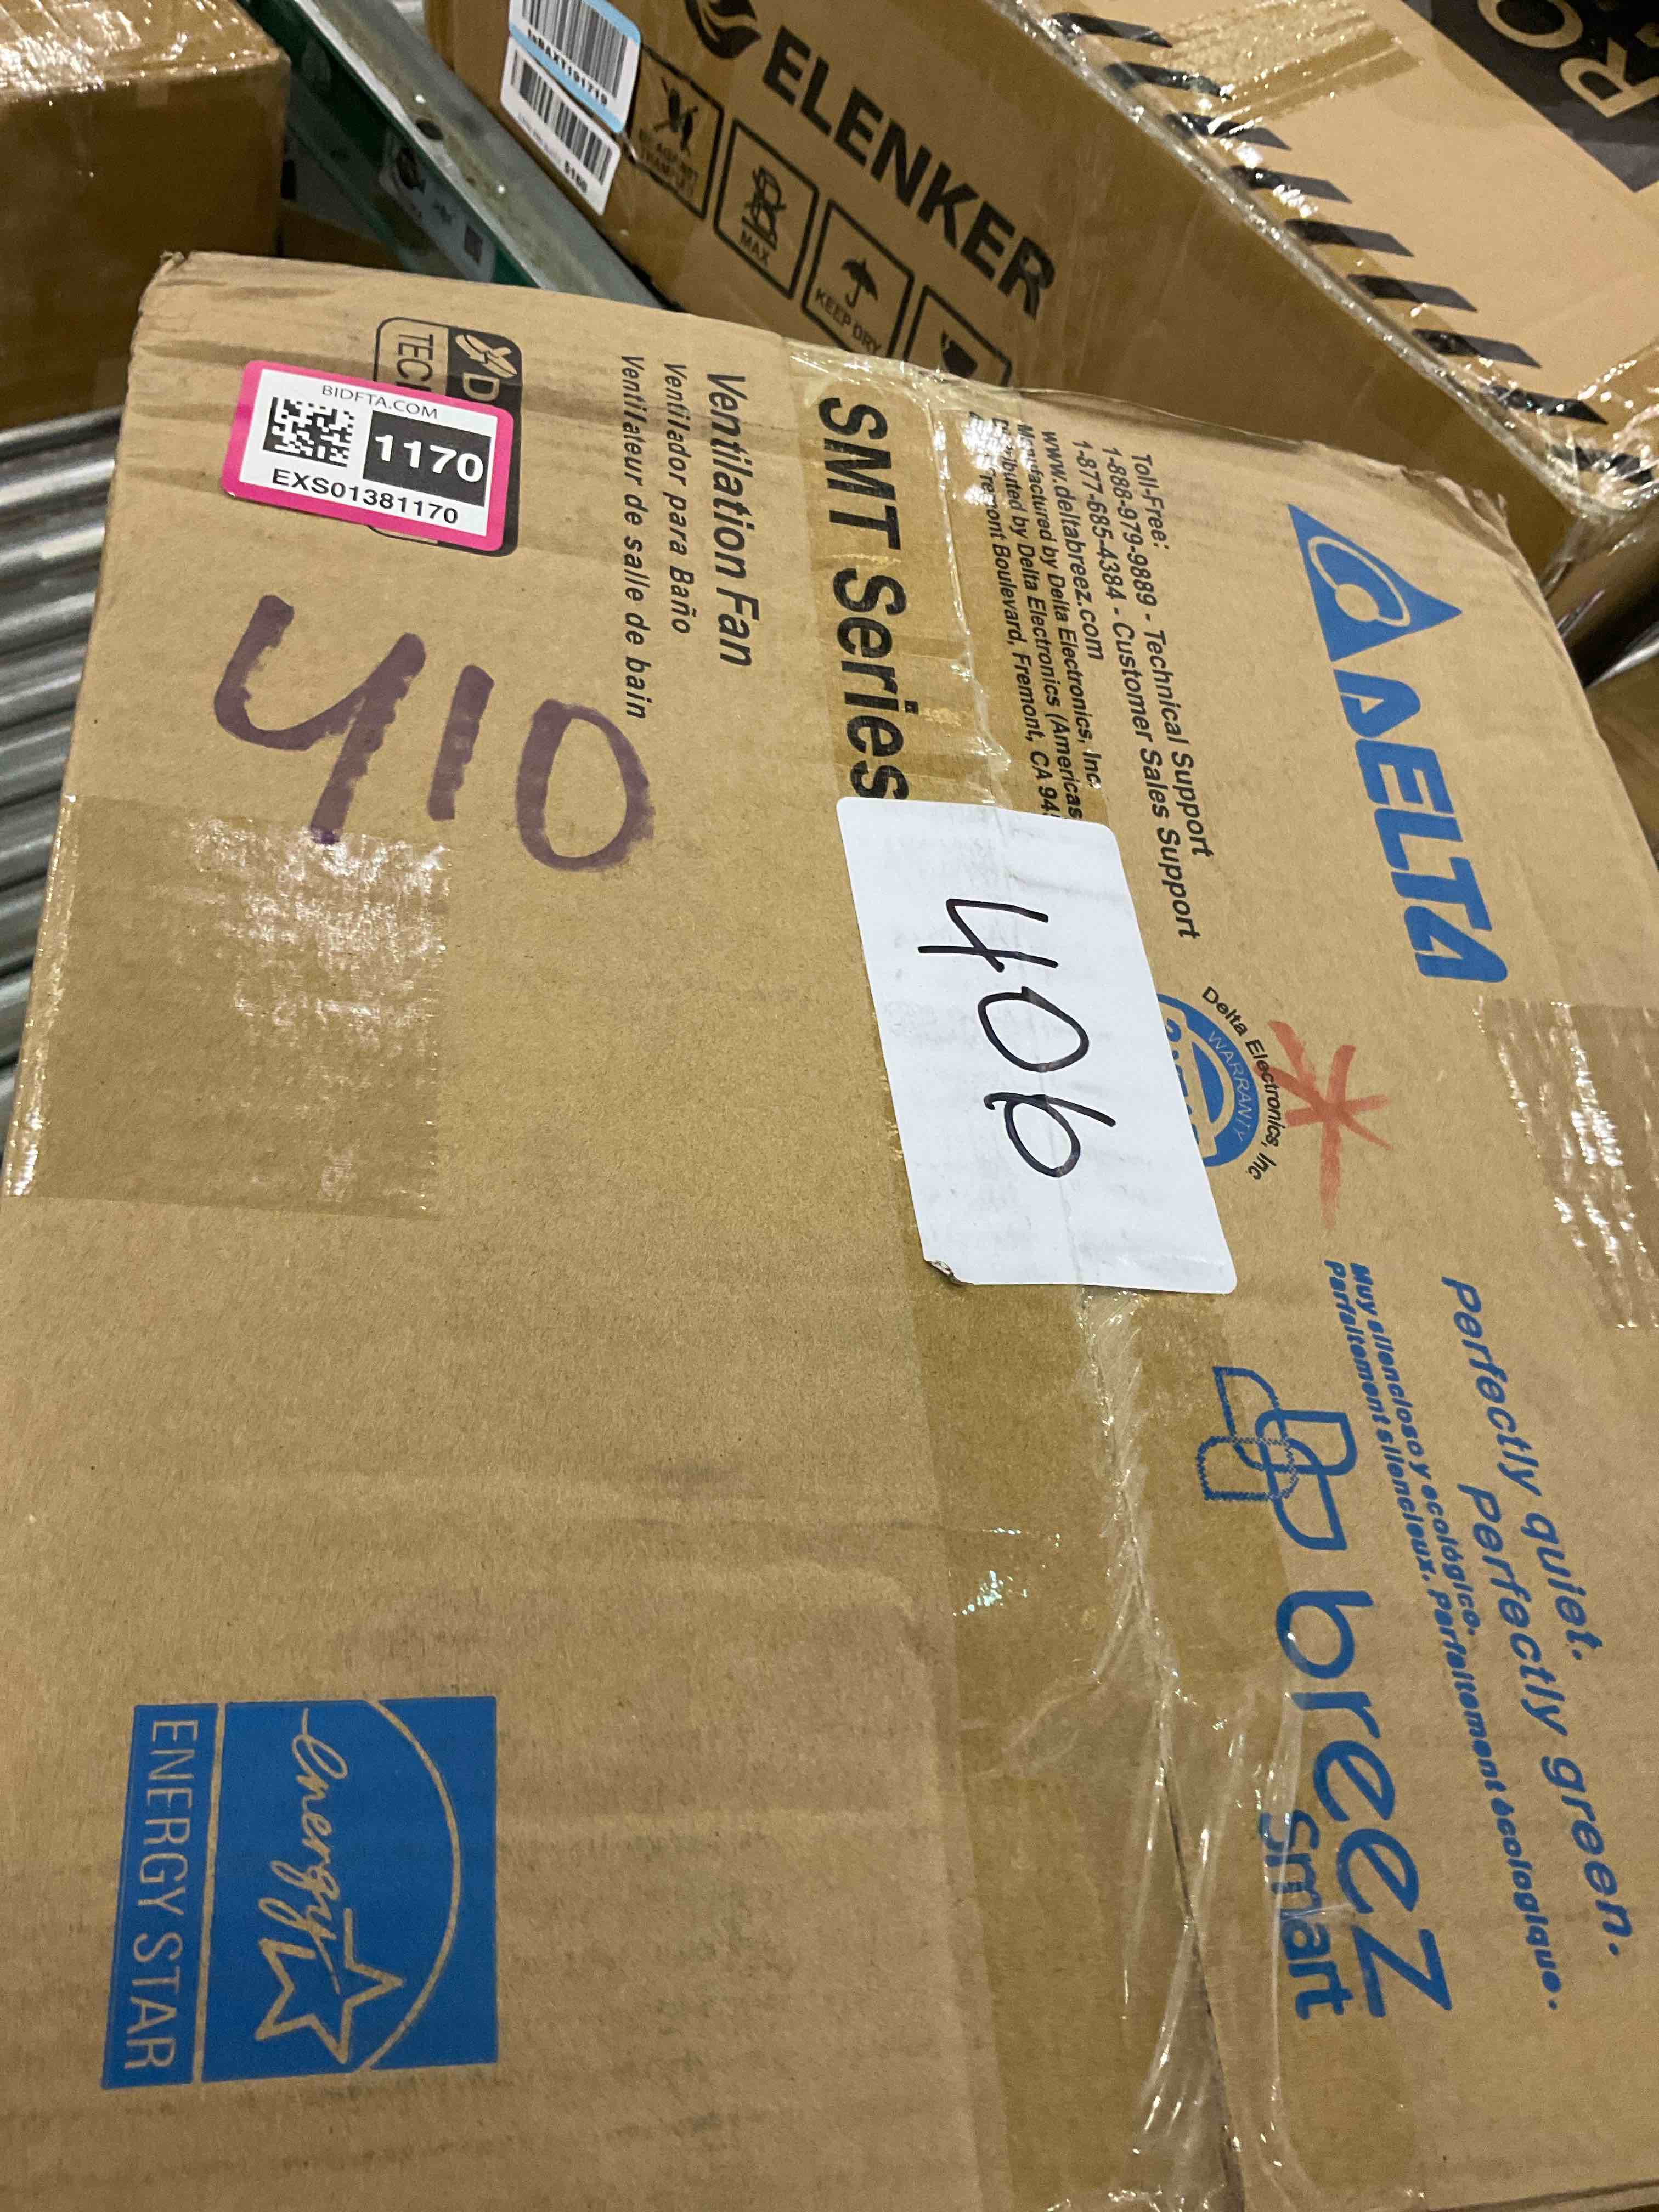 ELENKER
MAX
KEEP DRY
5160
BIDFTA.COM
1170
EXS01381170
DELTA
Toll-Free:
1-888-979-9889 - Technical Support
1-877-685-4384 - Customer Sales Support
www.deltabreez.com
Manufactured by Delta Electronics, Inc.
by Delta Electronics (Americas
Boulevard, Fremont, CA
SMT Series
Ventilation Fan
Ventilador para Baño
Ventilateur de salle de bain
410
406
Delta Electronics, Inc
WARRANTY
Perfectly quiet.
Perfectly green.
Muy silencioso y ecológico.
Parfaitement silencieux. Parfaitement écologique.
breez
smart
energy
ENERGY STAR